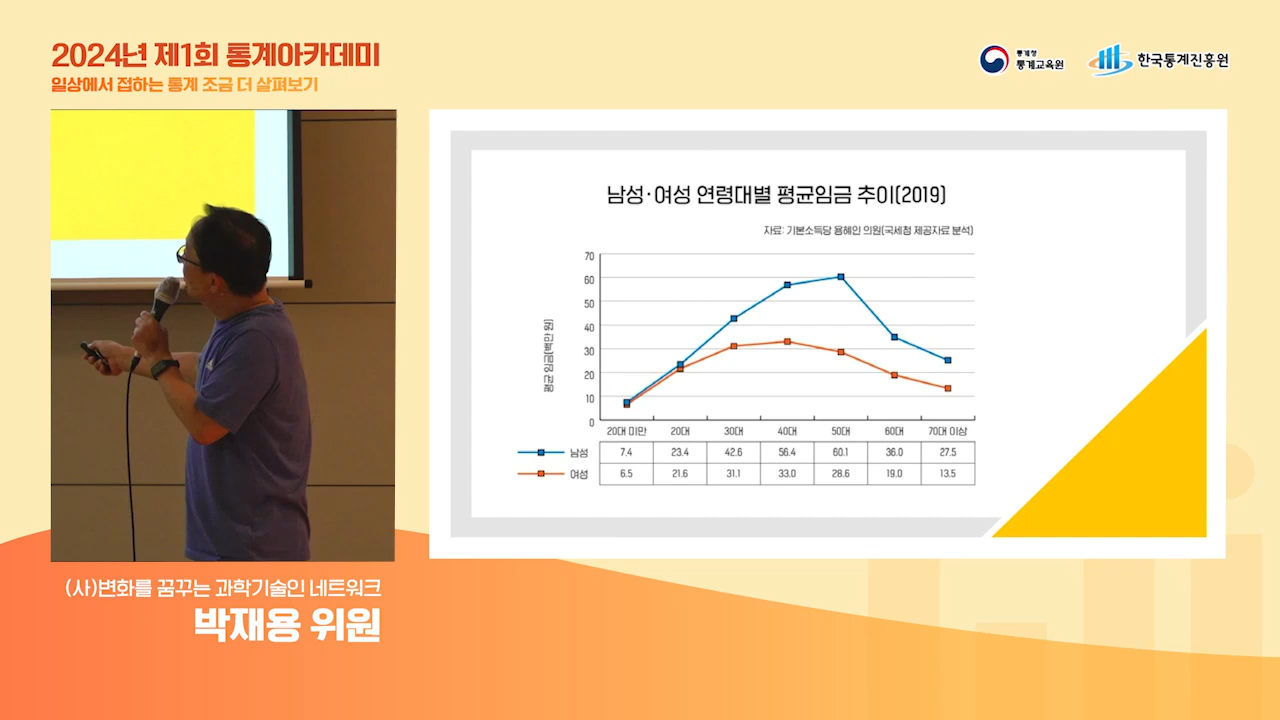 2024년 제1회 통계아카데미
일상에서 접하는 통계 조금 더 살펴보기
통계청
통계교육원
한국통계진흥원
남성·여성 연령대별 평균임금 추이(2019)
자료: 기본소득당 용혜인 의원(국세청 제공자료 분석)
평균 임금(백만 원)
70
60
50
40
30
20
10
0
20대 미만 20대 30대 40대 50대 60대 70대 이상
남성 7.4 23.4 42.6 56.4 60.1 36.0 27.5
여성 6.5 21.6 31.1 33.0 28.6 19.0 13.5
(사)변화를 꿈꾸는 과학기술인 네트워크
박재용 위원